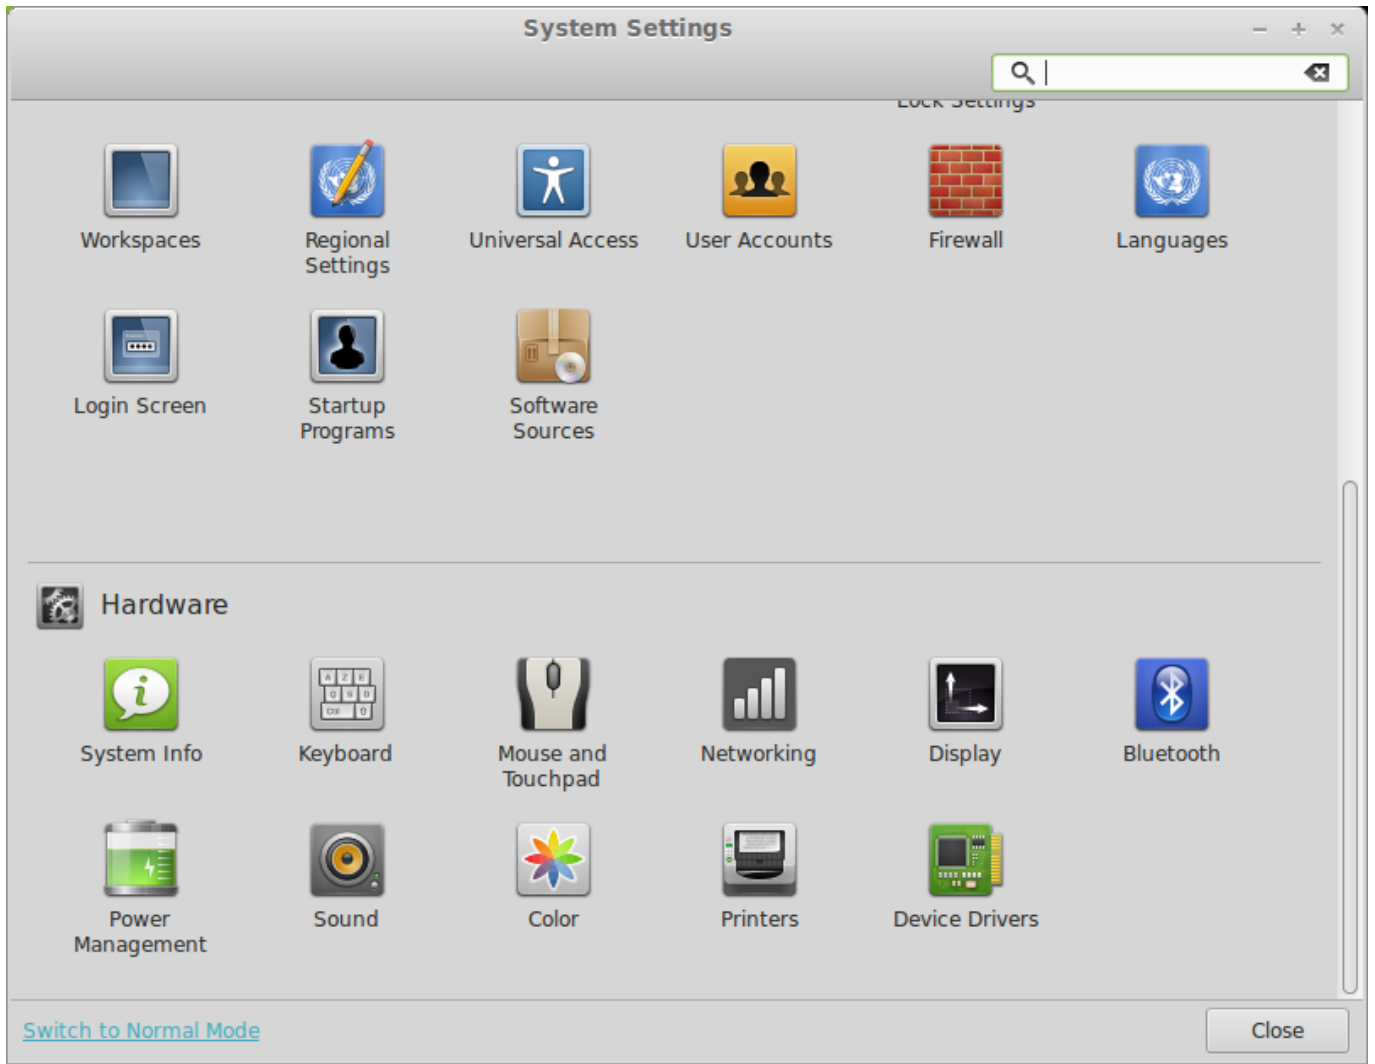 System Settings
Lock Settings
Workspaces
Regional
Settings
Universal Access
User Accounts
Firewall
Languages
Login Screen
Startup
Programs
Software
Sources
Hardware
System Info
Keyboard
Mouse and
Touchpad
Networking
Display
Bluetooth
Power
Management
Sound
Color
Printers
Device Drivers
Switch to Normal Mode
Close